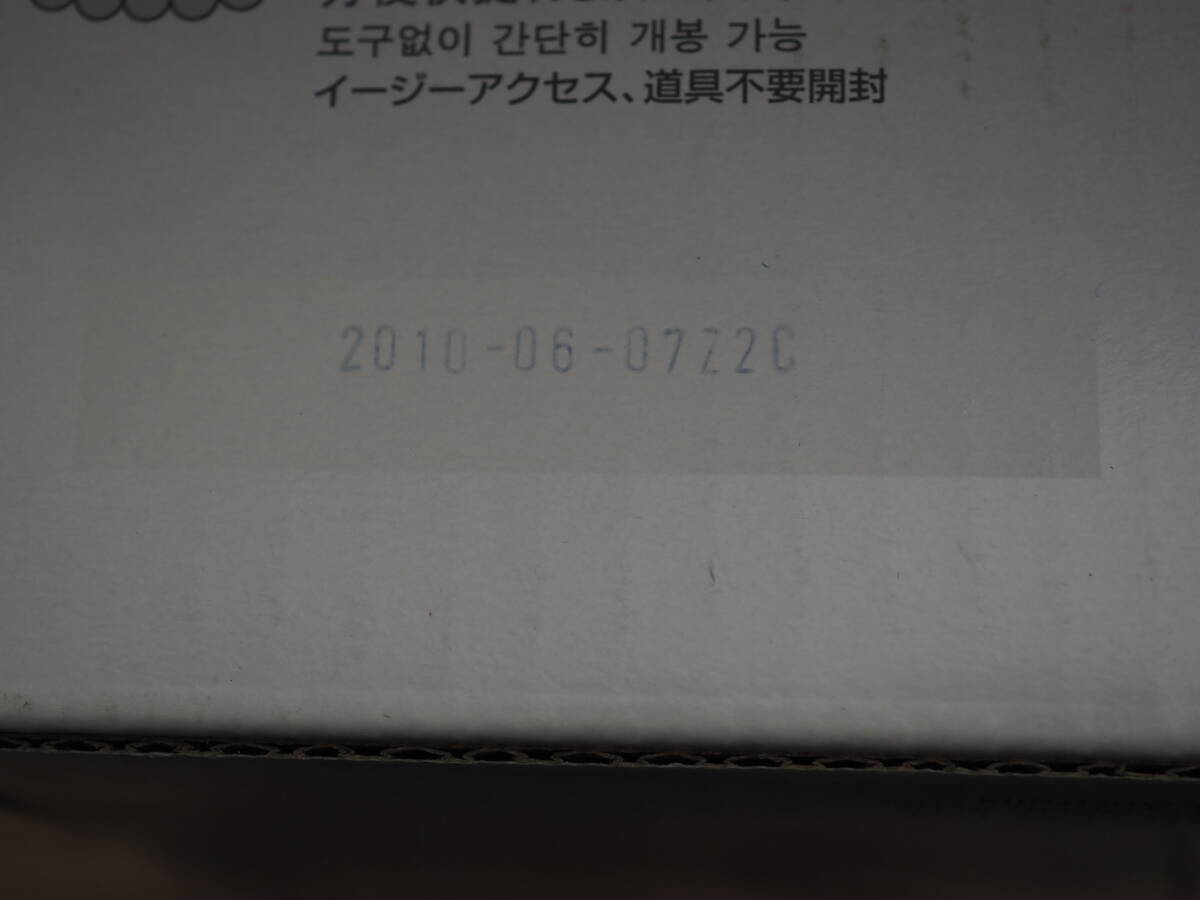 도구없이 간단히 개봉 가능
イージーアクセス、道具不要開封
2010-06-07Z2C